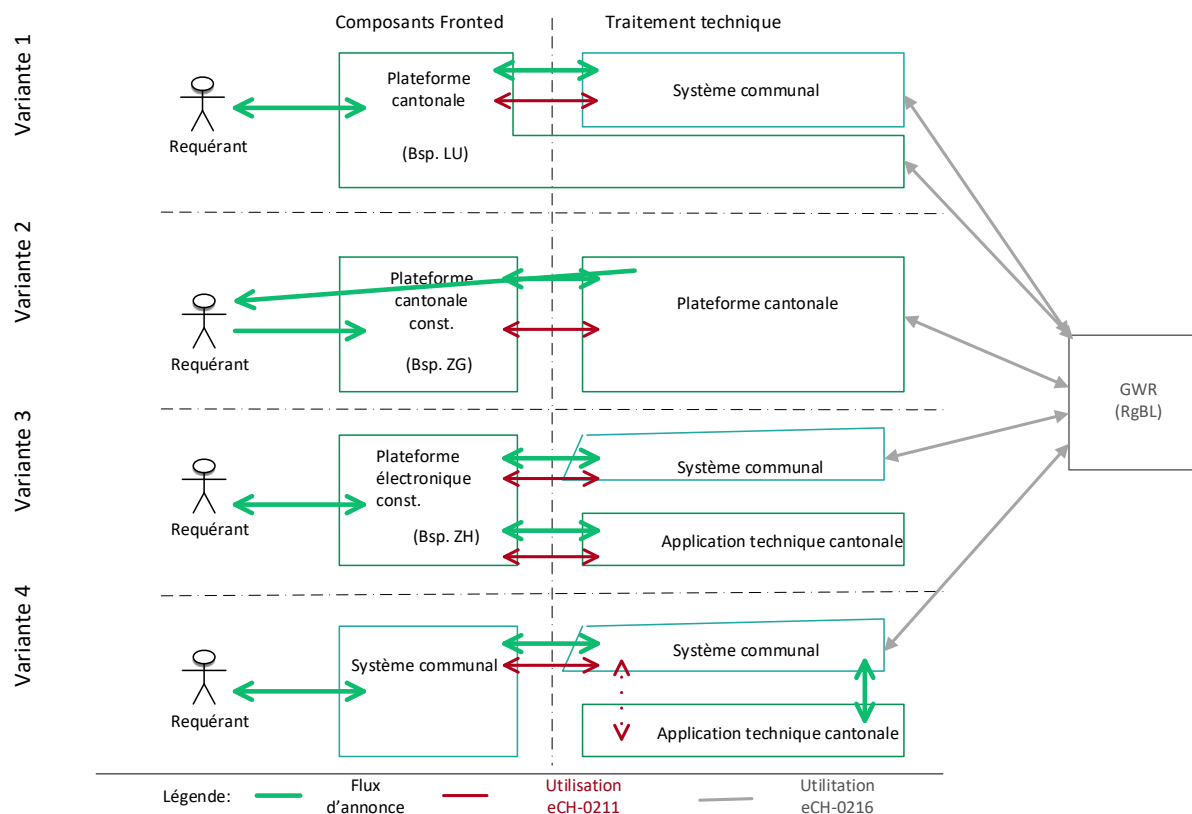 Composants Fronted
Traitement technique
Variante 1
Plateforme
cantonale
(Bsp. LU)
Système communal
Requérant
Variante 2
Plateforme
cantonale
const.
(Bsp. ZG)
Plateforme cantonale
Requérant
GWR
(RgBL)
Variante 3
Plateforme
électronique
const.
(Bsp. ZH)
Système communal
Application technique cantonale
Requérant
Variante 4
Système communal
Système communal
Application technique cantonale
Requérant
Légende:
Flux
d'annonce
Utilisation
eCH-0211
Utilitation
eCH-0216